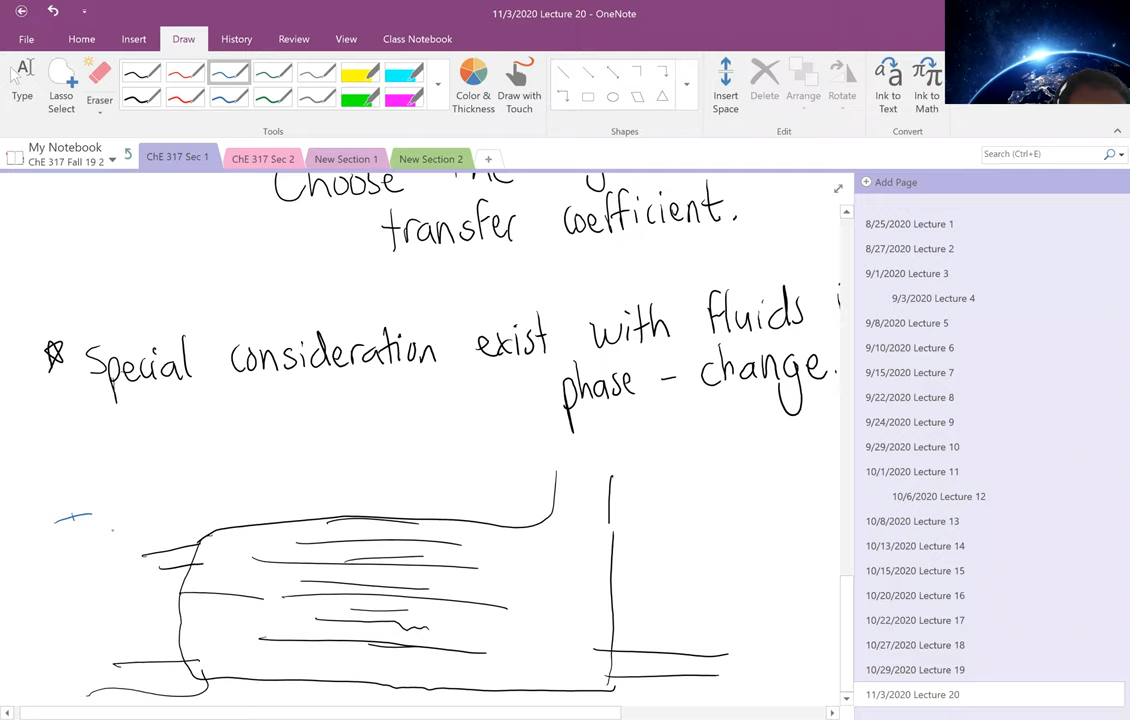 11/3/2020 Lecture 20 - OneNote
File Home Insert Draw History Review View Class Notebook
Type
Lasso Select
Eraser
Color & Thickness
Draw with Touch
Insert Space
Delete
Arrange
Rotate
Ink to Text
Ink to Math
Tools
Shapes
Edit
Convert
My Notebook
ChE 317 Fall 19 2
ChE 317 Sec 1
ChE 317 Sec 2
New Section 1
New Section 2
Search (Ctrl+E)
Add Page
Choose
transfer coefficient.
Special consideration exist with fluids
phase - change.
8/25/2020 Lecture 1
8/27/2020 Lecture 2
9/1/2020 Lecture 3
9/3/2020 Lecture 4
9/8/2020 Lecture 5
9/10/2020 Lecture 6
9/15/2020 Lecture 7
9/22/2020 Lecture 8
9/24/2020 Lecture 9
9/29/2020 Lecture 10
10/1/2020 Lecture 11
10/6/2020 Lecture 12
10/8/2020 Lecture 13
10/13/2020 Lecture 14
10/15/2020 Lecture 15
10/20/2020 Lecture 16
10/22/2020 Lecture 17
10/27/2020 Lecture 18
10/29/2020 Lecture 19
11/3/2020 Lecture 20